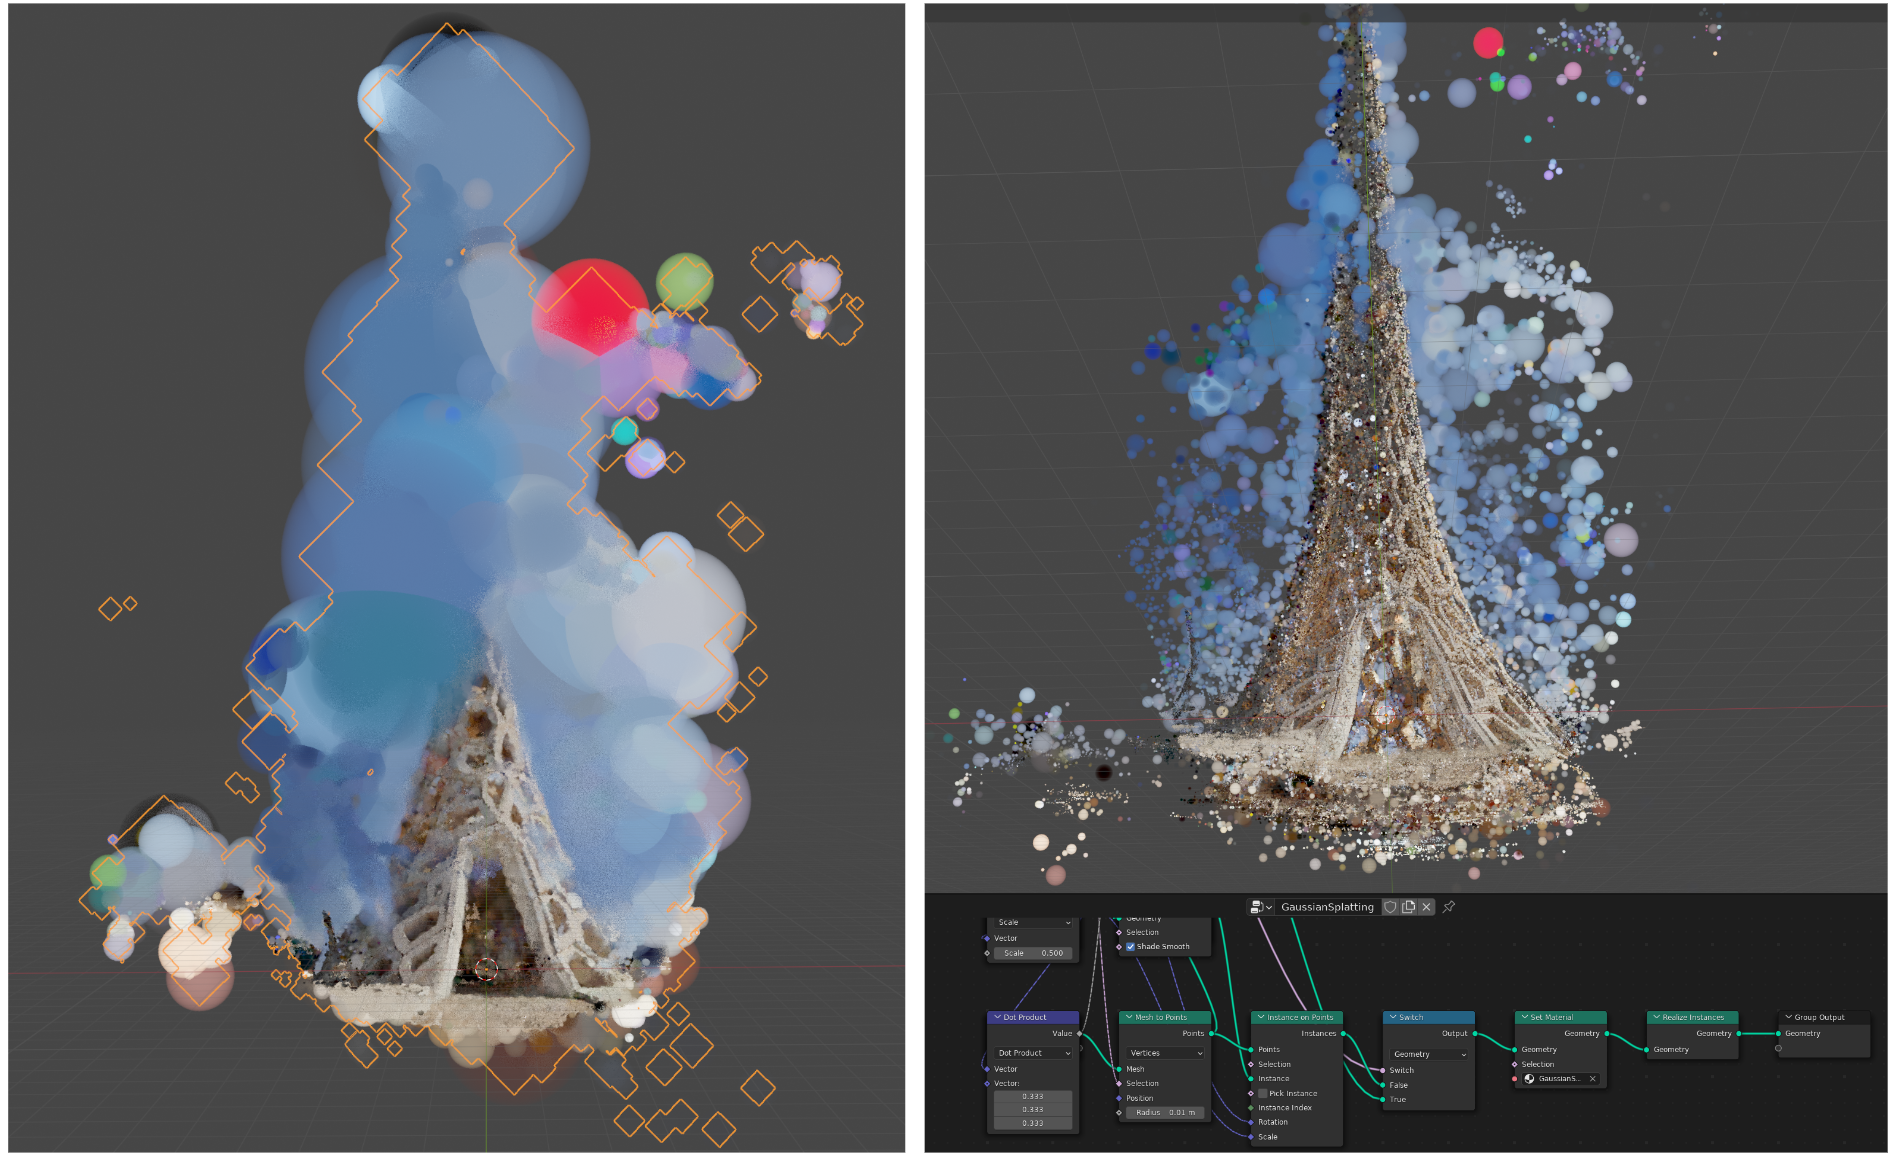 GaussianSplatting
Scale
Vector
Scale 0.500
Geometry
Selection
Shade Smooth
Dot Product
Value
Dot Product
Vector
Vector:
0.333
0.333
0.333
Mesh to Points
Points
Vertices
Mesh
Selection
Position
Radius 0.01 m
Instance on Points
Instances
Points
Selection
Instance
Pick Instance
Instance Index
Rotation
Scale
Switch
Output
Geometry
Switch
False
True
Set Material
Geometry
Geometry
Selection
GaussianS...
Realize Instances
Geometry
Geometry
Group Output
Geometry